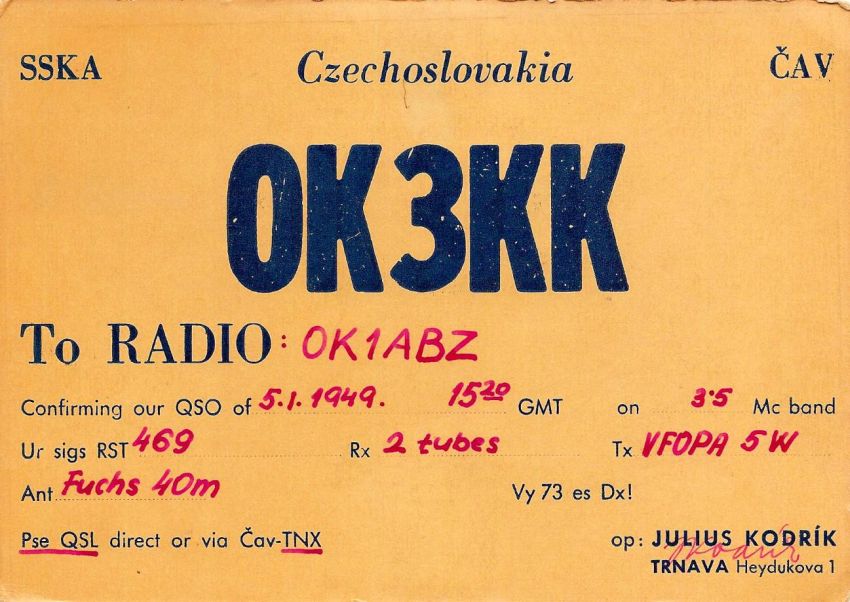 SSKA Czechoslovakia ČAV
OK3KK
To RADIO: OK1ABZ
Confirming our QSO of 5.1.1949. 1520 GMT on 3.5 Mc band
Ur sigs RST 469 Rx 2 tubes Tx VFOPA 5W
Ant Fuchs 40m Vy 73 es Dx!
Pse QSL direct or via Čav-TNX op: JULIUS KODRÍK
Kodrík
TRNAVA Heydukova 1